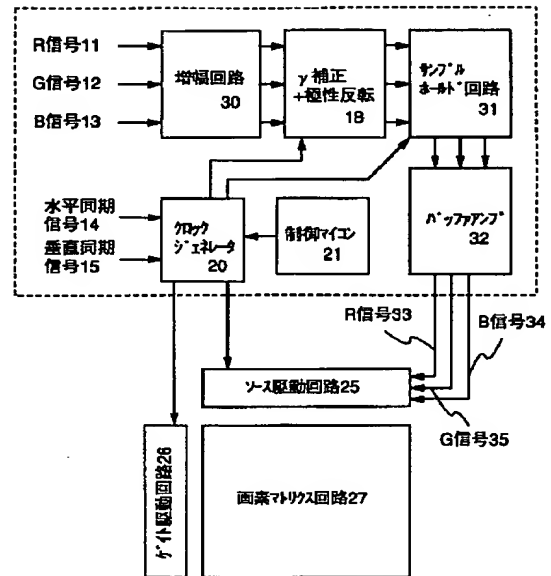 R信号11
G信号12
B信号13
増幅回路
30
γ補正
+極性反転
18
サンプル
ホールド回路
31
水平同期
信号14
垂直同期
信号15
クロック
ジェネレータ
20
制御マイコン
21
バッファアンプ
32
R信号33
B信号34
G信号35
ソース駆動回路25
ゲイト駆動回路26
画素マトリクス回路27